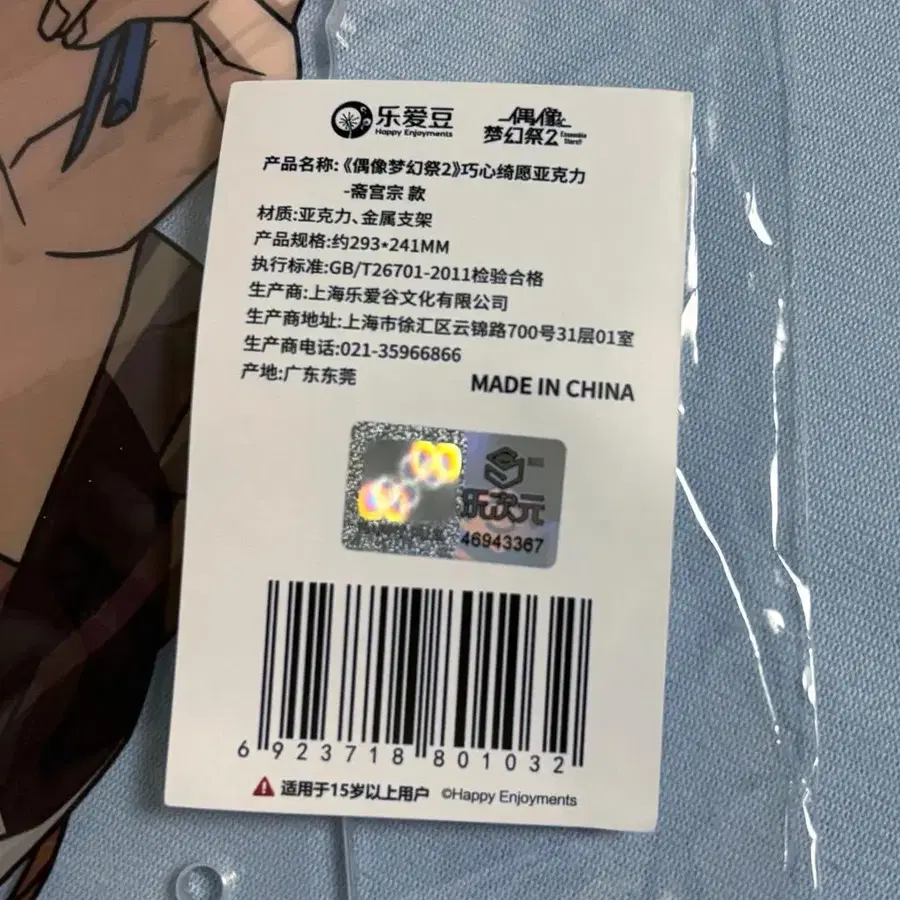 乐爱豆
Happy Enjoyments
偶像
梦幻祭2
Ensemble
Stars!!
产品名称:《偶像梦幻祭2》巧心绮愿亚克力
-斋宫宗 款
材质:亚克力、金属支架
产品规格:约293*241MM
执行标准:GB/T26701-2011检验合格
生产商:上海乐爱谷文化有限公司
生产商地址:上海市徐汇区云锦路700号31层01室
生产商电话:021-35966866
产地:广东东莞
MADE IN CHINA
乐次元
46943367
6 923718 801032
适用于15岁以上用户 ©Happy Enjoyments